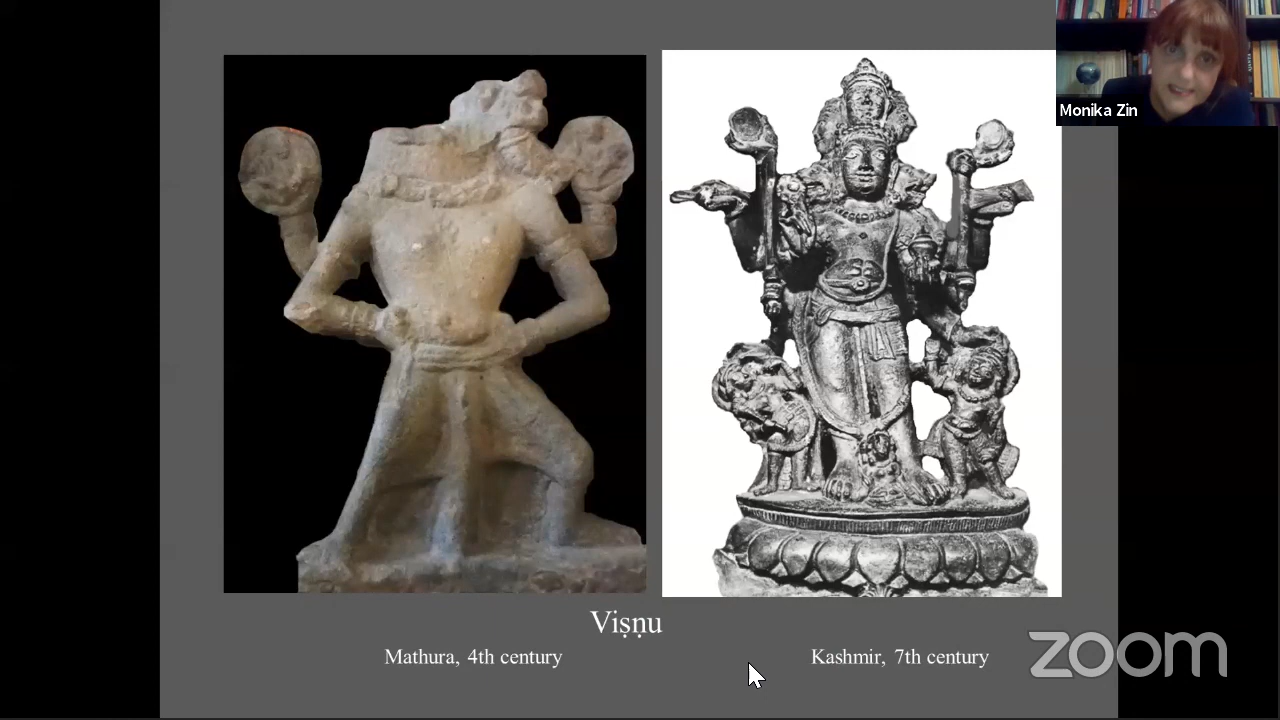 Monika Zin
Viṣṇu
Mathura, 4th century
Kashmir, 7th century
zoom